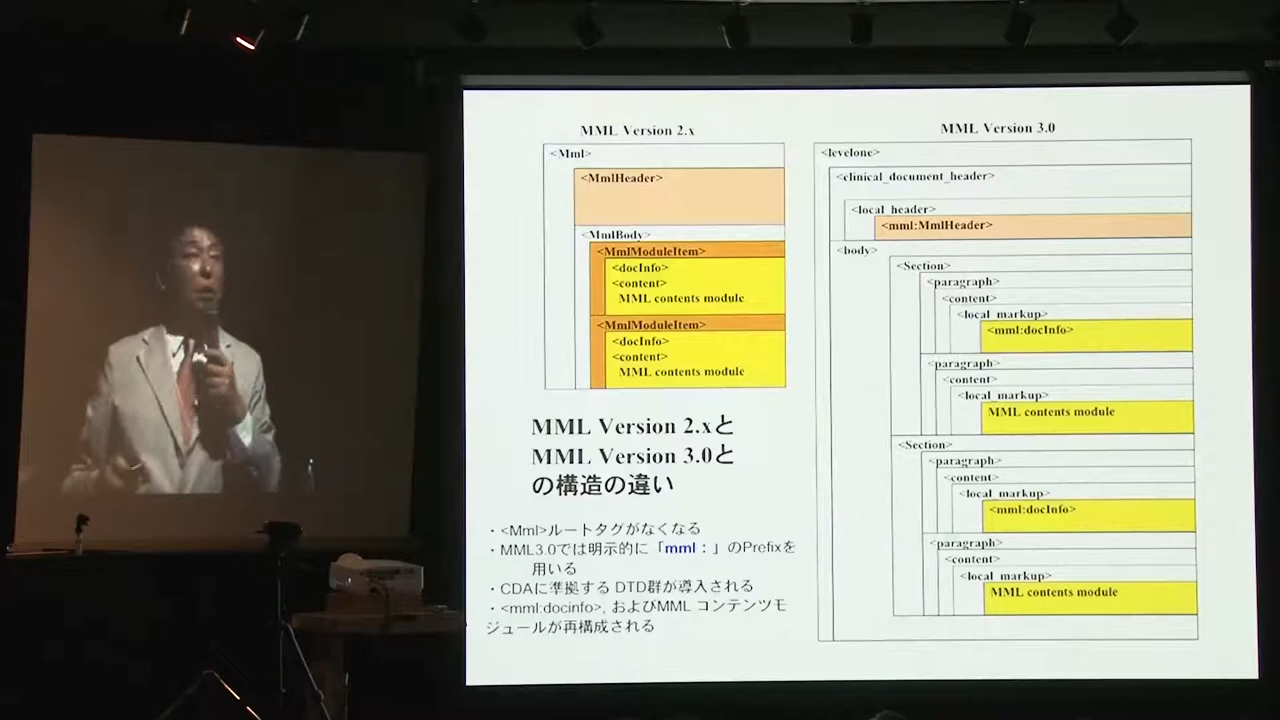 MML Version 2.x
<Mml>
<MmlHeader>
<MmlBody>
<MmlModuleItem>
<docInfo>
<content>
MML contents module
<MmlModuleItem>
<docInfo>
<content>
MML contents module
MML Version 2.xと
MML Version 3.0と
の構造の違い
・<Mml>ルートタグがなくなる
・MML3.0では明示的に「mml：」のPrefixを
用いる
・CDAに準拠する DTD群が導入される
・<mml:docinfo>, およびMML コンテンツモ
ジュールが再構成される
MML Version 3.0
<levelone>
<clinical_document_header>
<local_header>
<mml:MmlHeader>
<body>
<Section>
<paragraph>
<content>
<local_markup>
<mml:docInfo>
<paragraph>
<content>
<local_markup>
MML contents module
<Section>
<paragraph>
<content>
<local_markup>
<mml:docInfo>
<paragraph>
<content>
<local_markup>
MML contents module